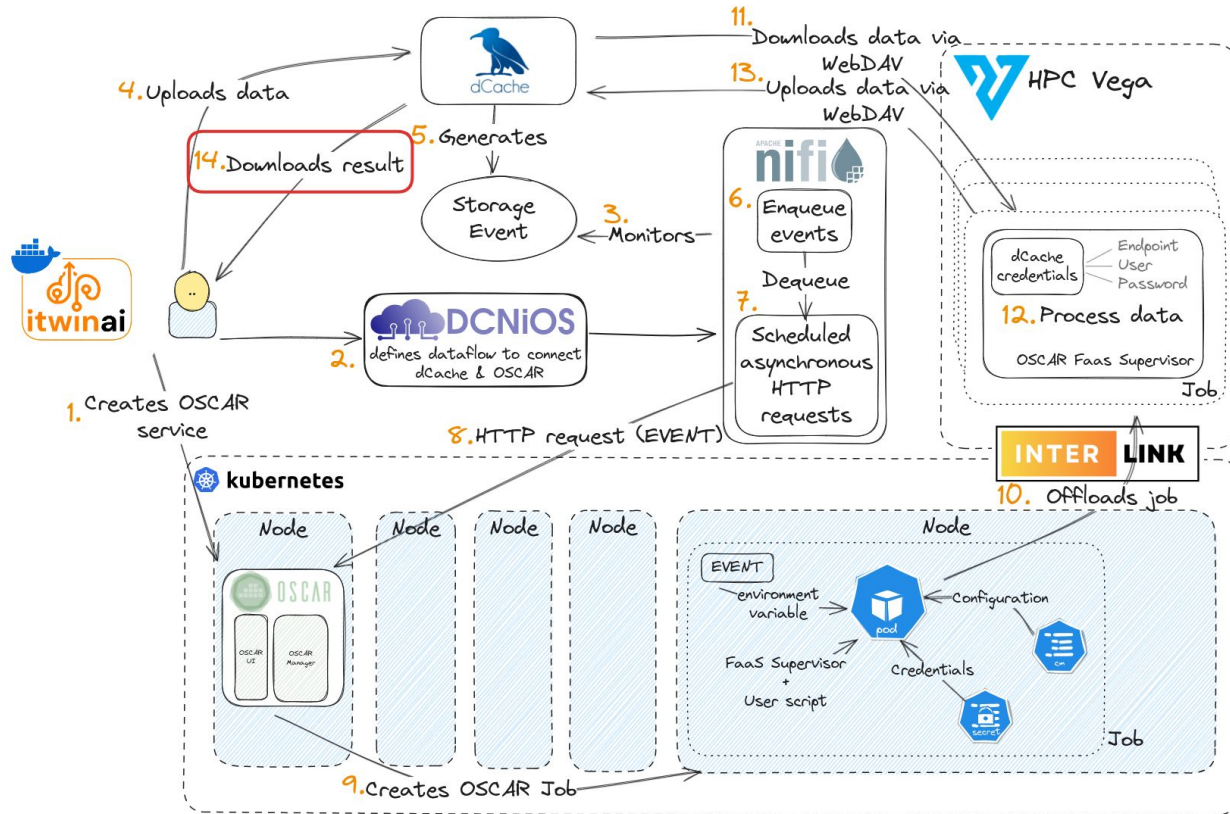 11.
Downloads data via
WebDAV
13.
Uploads data via
WebDAV
dCache
HPC Vega
4. Uploads data
5. Generates
14. Downloads result
APACHE
nifi
6.
Enqueue
events
Storage
Event
3.
Monitors
Dequeue
7.
Scheduled
asynchronous
HTTP
requests
dCache
credentials
Endpoint
User
Password
12. Process data
OSCAR FaaS Supervisor
Job
itwinai
2.
DCNiOS
defines dataflow to connect
dCache & OSCAR
1. Creates OSCAR
service
8. HTTP request (EVENT)
INTER LINK
10. Offloads job
kubernetes
Node
Node
Node
Node
Node
OSCAR
OSCAR
UI
OSCAR
Manager
EVENT
environment
variable
pod
Configuration
cm
FaaS Supervisor
+
User script
Credentials
secret
Job
9. Creates OSCAR Job